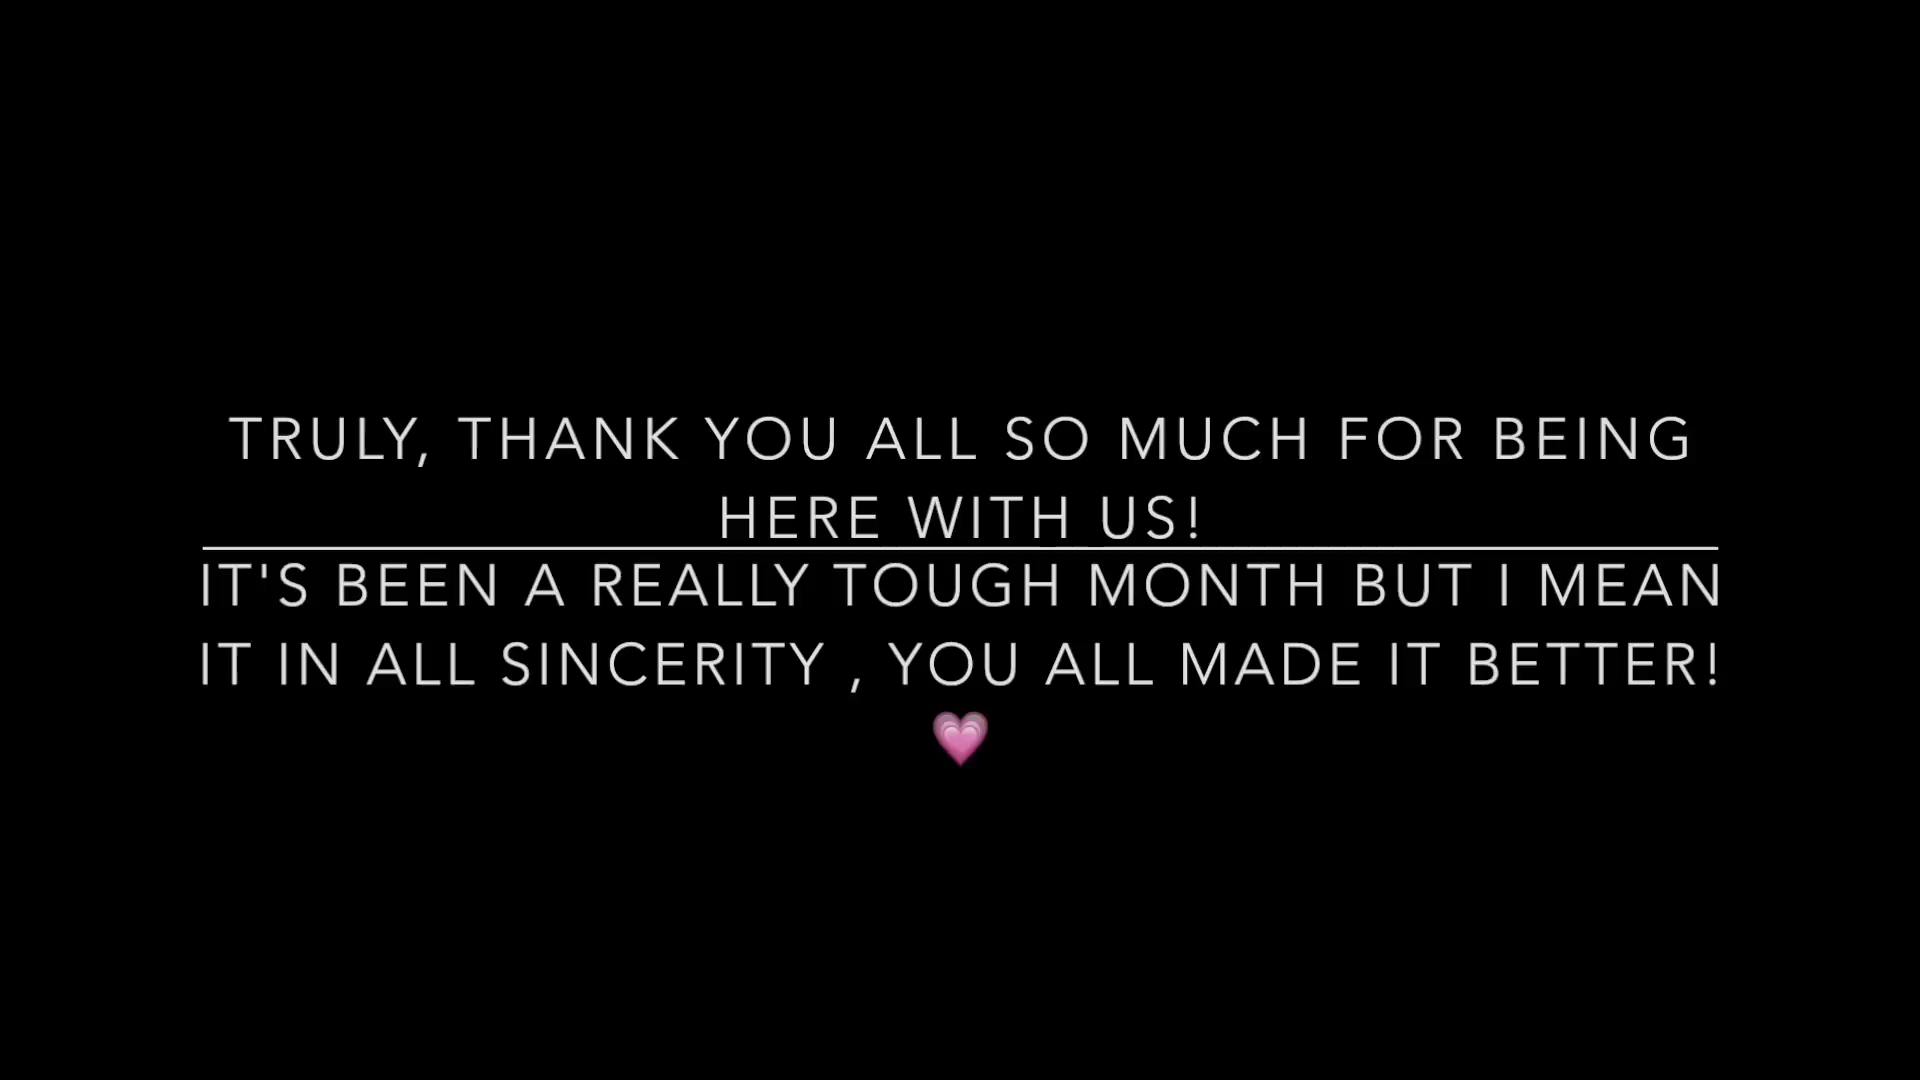 TRULY, THANK YOU ALL SO MUCH FOR BEING
HERE WITH US!
IT'S BEEN A REALLY TOUGH MONTH BUT I MEAN
IT IN ALL SINCERITY , YOU ALL MADE IT BETTER!
💗